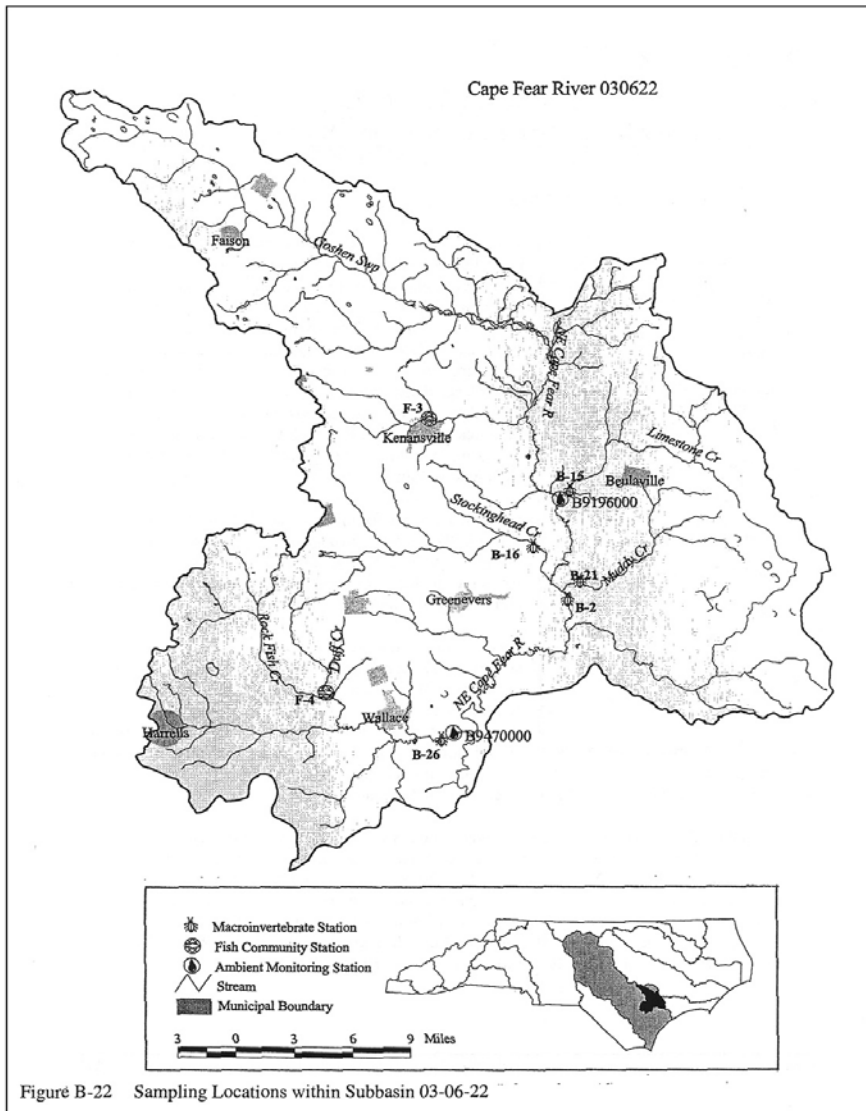 Cape Fear River 030622
Faison
Goshen Swp
NE Cape Fear R
F-3
Kenansville
Limestone Cr
B-15
Beulaville
B9196000
Stockinghead Cr
B-16
B-21
Muddy Cr
B-2
Greenevers
Rock Fish Cr
Duff Cr
NE Cape Fear R
F-4
Wallace
Harrells
B9470000
B-26
Macroinvertebrate Station
Fish Community Station
Ambient Monitoring Station
Stream
Municipal Boundary
3 0 3 6 9 Miles
Figure B-22 Sampling Locations within Subbasin 03-06-22